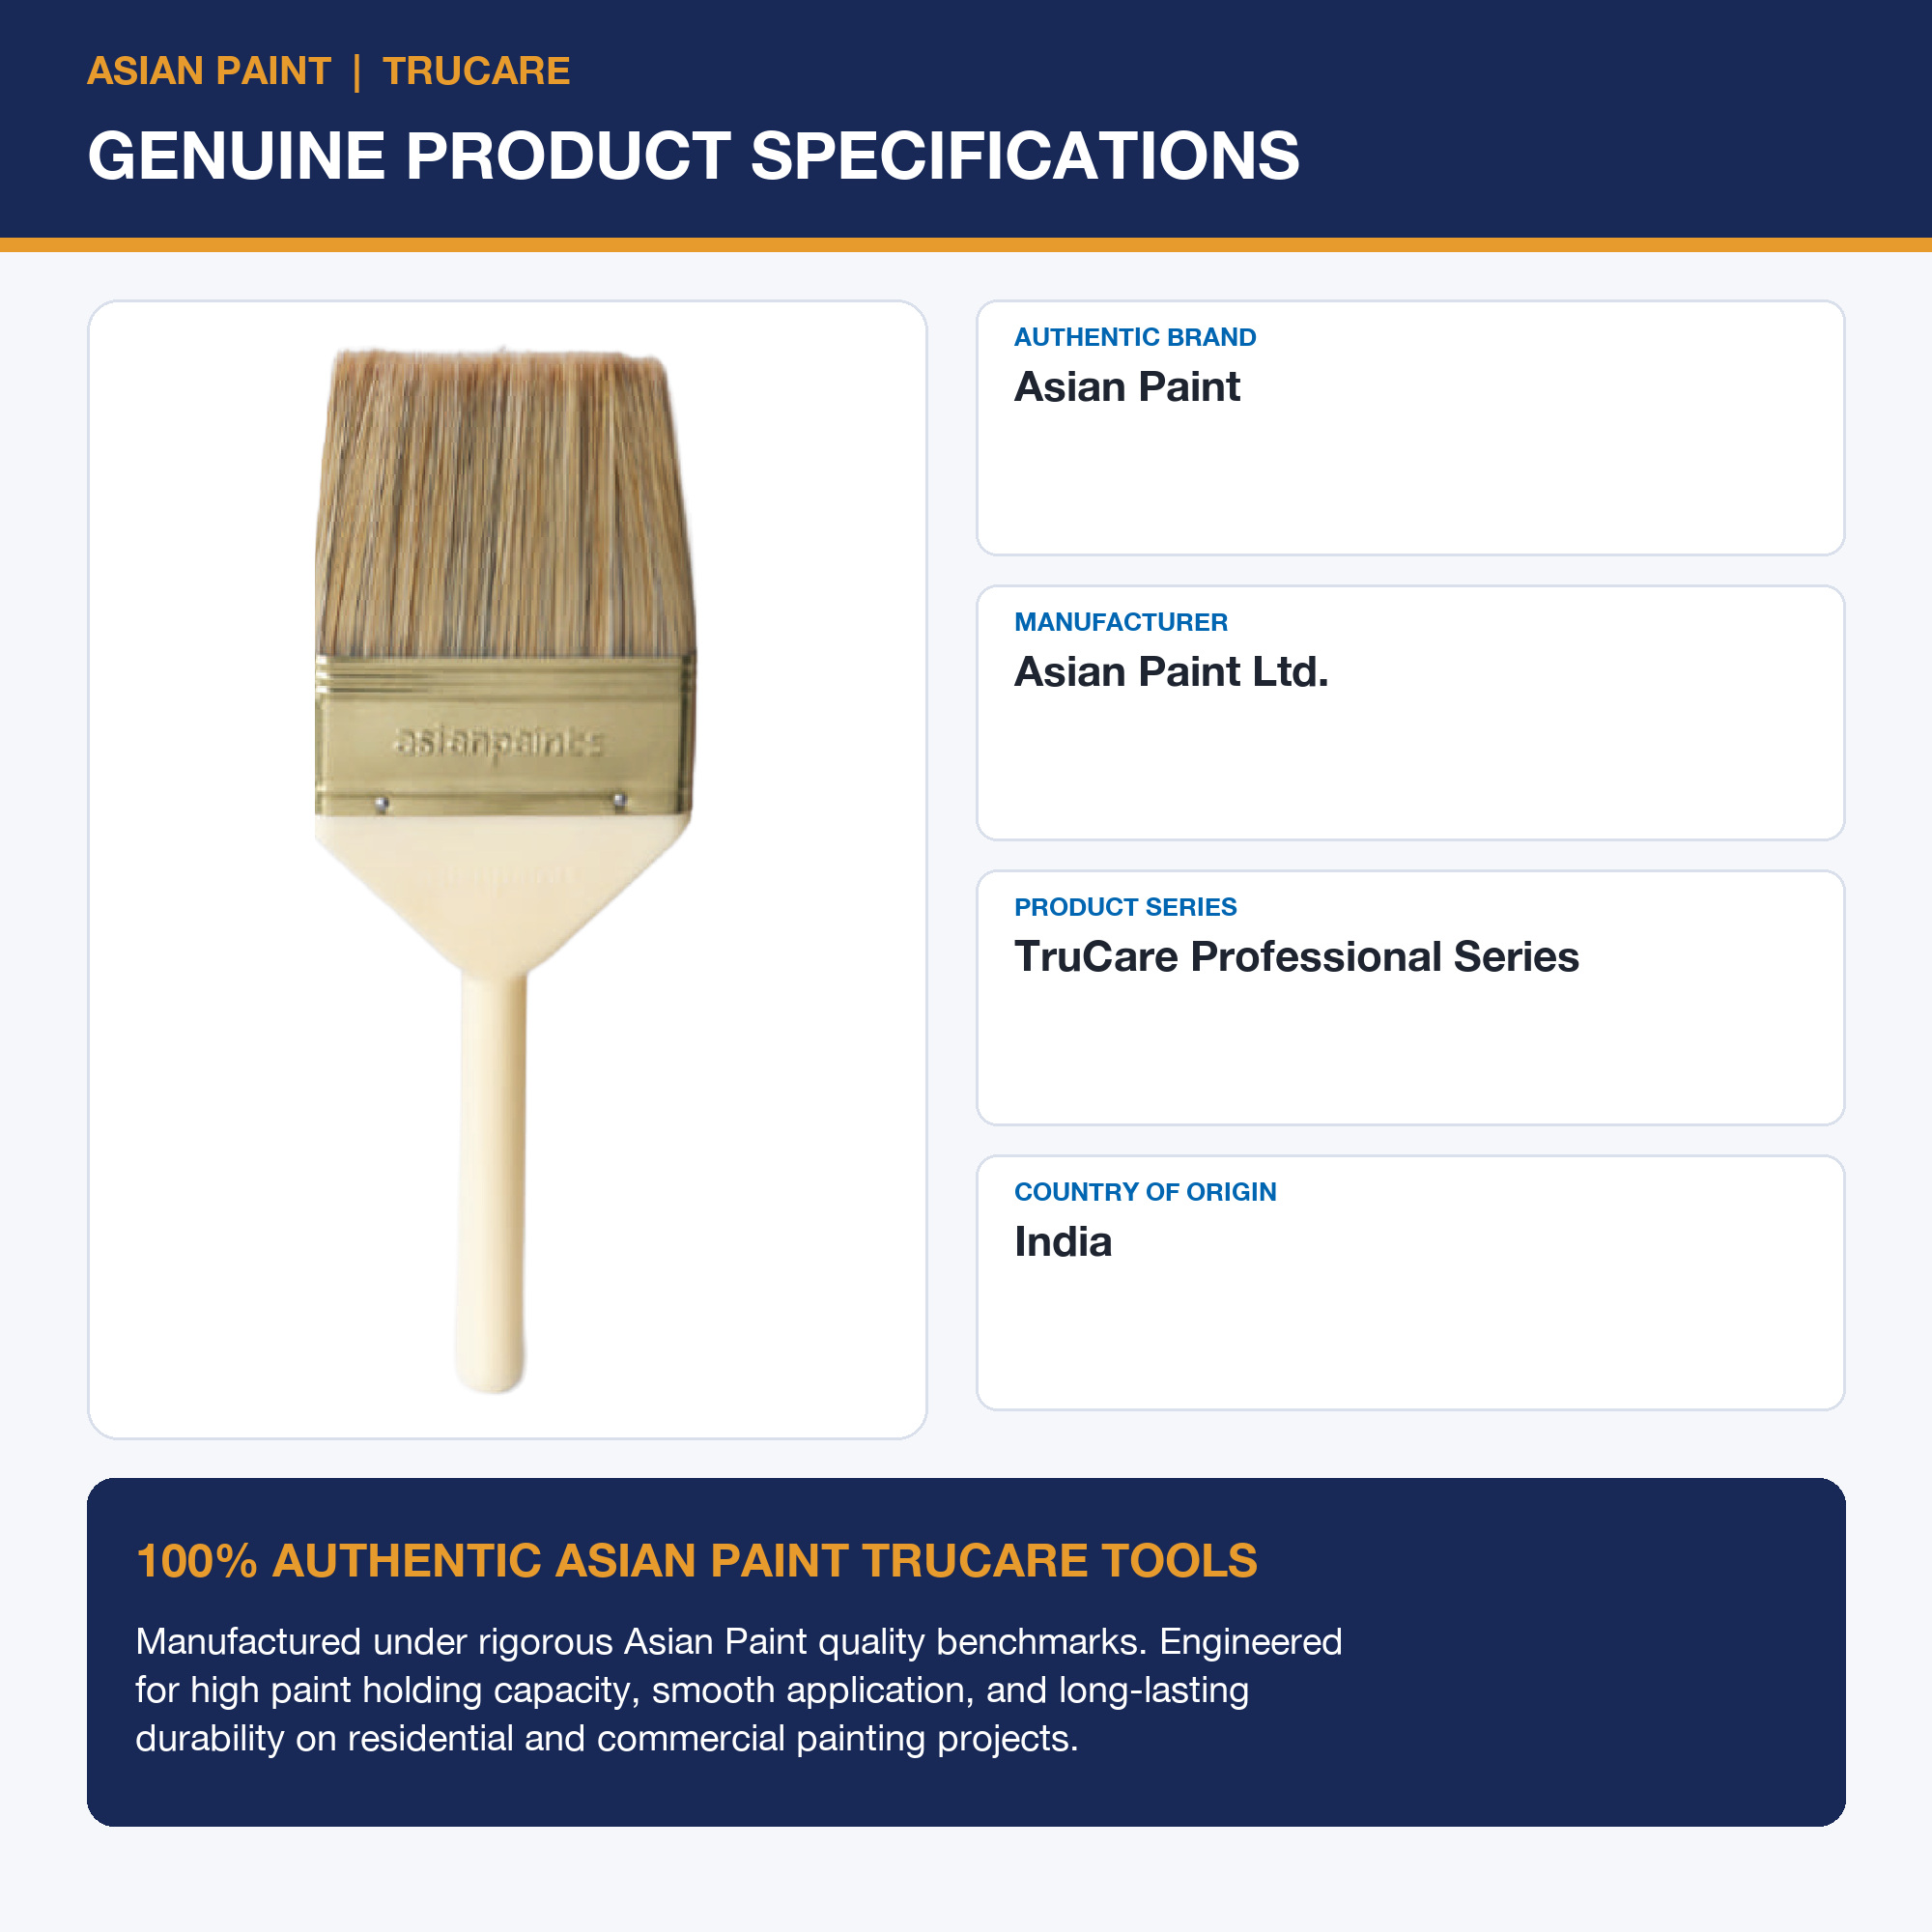 ASIAN PAINT | TRUCARE
GENUINE PRODUCT SPECIFICATIONS
asianpaints
AUTHENTIC BRAND
Asian Paint
MANUFACTURER
Asian Paint Ltd.
PRODUCT SERIES
TruCare Professional Series
COUNTRY OF ORIGIN
India
100% AUTHENTIC ASIAN PAINT TRUCARE TOOLS
Manufactured under rigorous Asian Paint quality benchmarks. Engineered
for high paint holding capacity, smooth application, and long-lasting
durability on residential and commercial painting projects.